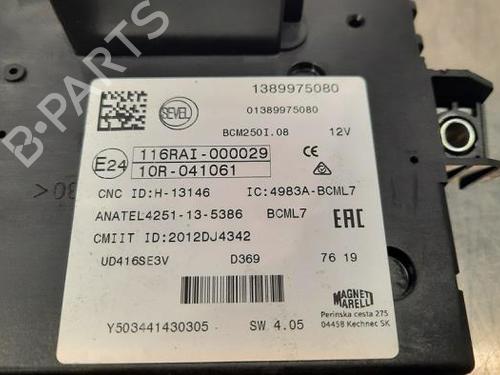 B-PARTS
1389975080
SEVEL
01389975080
BCM250I.08 12V
E24
116RAI-000029
10R-041061
CE
CNC ID:H-13146 IC:4983A-BCML7
ANATEL4251-13-5386 BCML7
EAC
CMIIT ID:2012DJ4342
UD416SE3V D369 7619
MAGNETI
MARELLI
Perinska cesta 275
04458 Kechnec SK
Y503441430305 SW 4.05